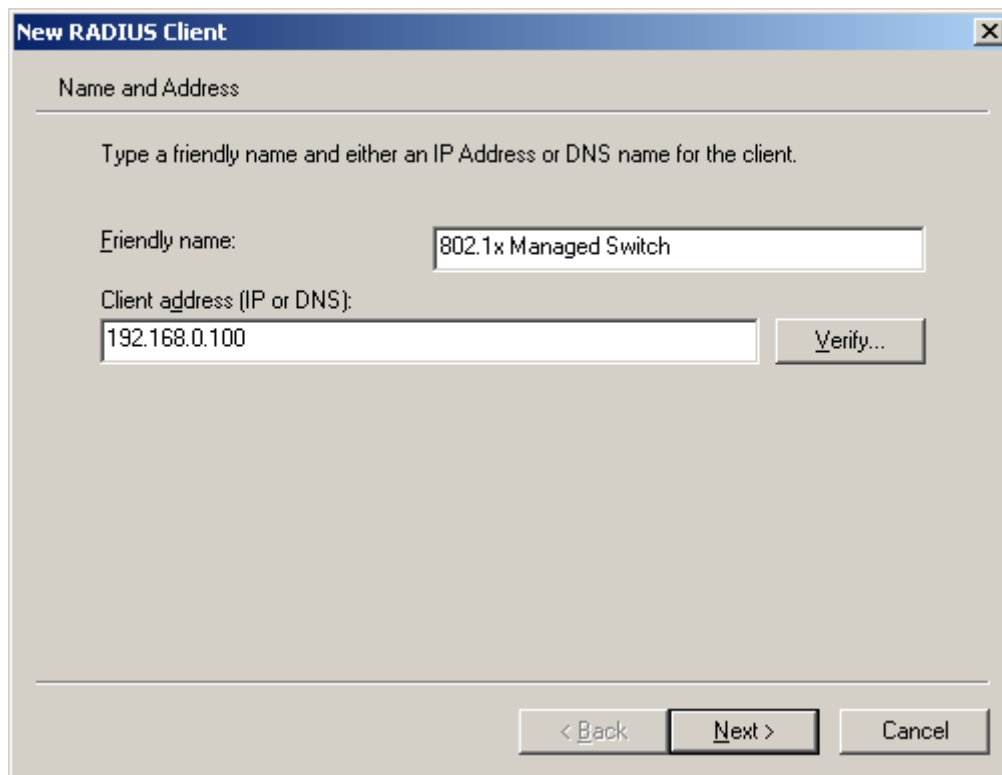 New RADIUS Client
Name and Address
Type a friendly name and either an IP Address or DNS name for the client.
Friendly name:
802.1x Managed Switch
Client address (IP or DNS):
192.168.0.100
Verify...
< Back
Next >
Cancel